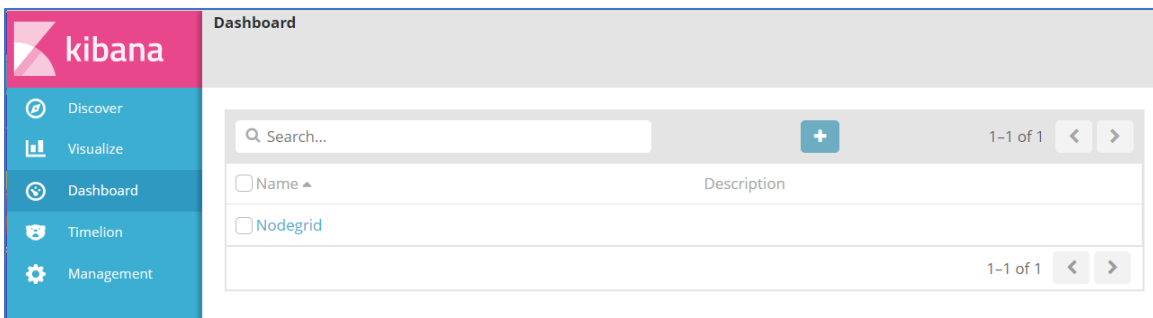 kibana
Discover
Visualize
Dashboard
Timelion
Management
Dashboard
Search...
+
1–1 of 1
Name
Description
Nodegrid
1–1 of 1